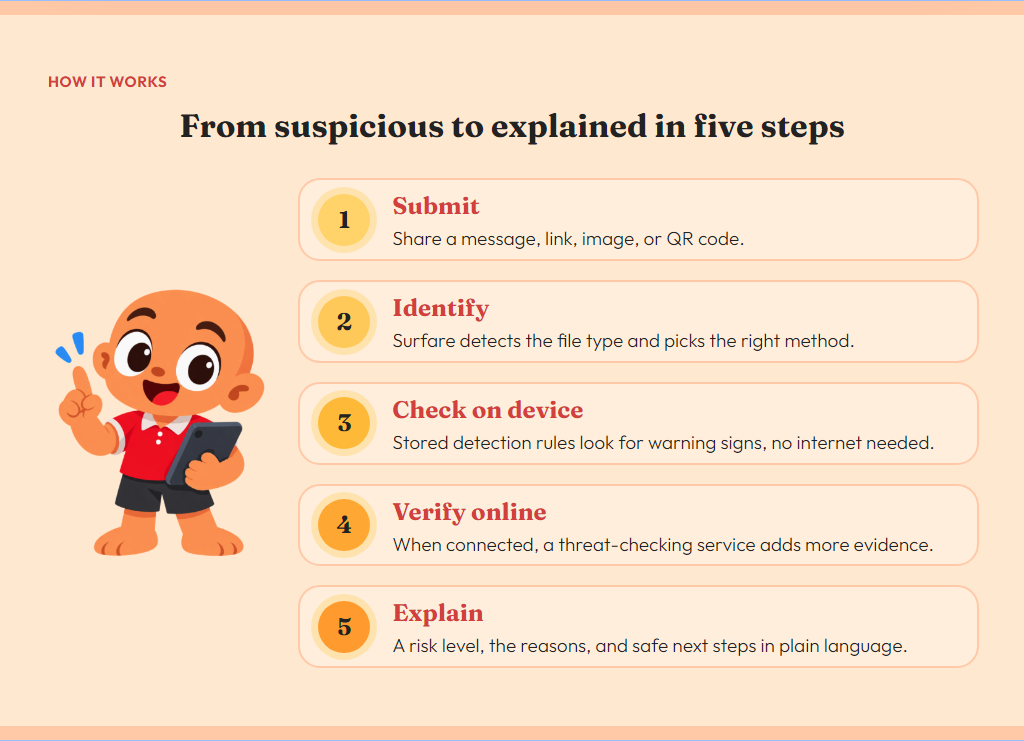 HOW IT WORKS
From suspicious to explained in five steps
1
Submit
Share a message, link, image, or QR code.
2
Identify
Surfare detects the file type and picks the right method.
3
Check on device
Stored detection rules look for warning signs, no internet needed.
4
Verify online
When connected, a threat-checking service adds more evidence.
5
Explain
A risk level, the reasons, and safe next steps in plain language.